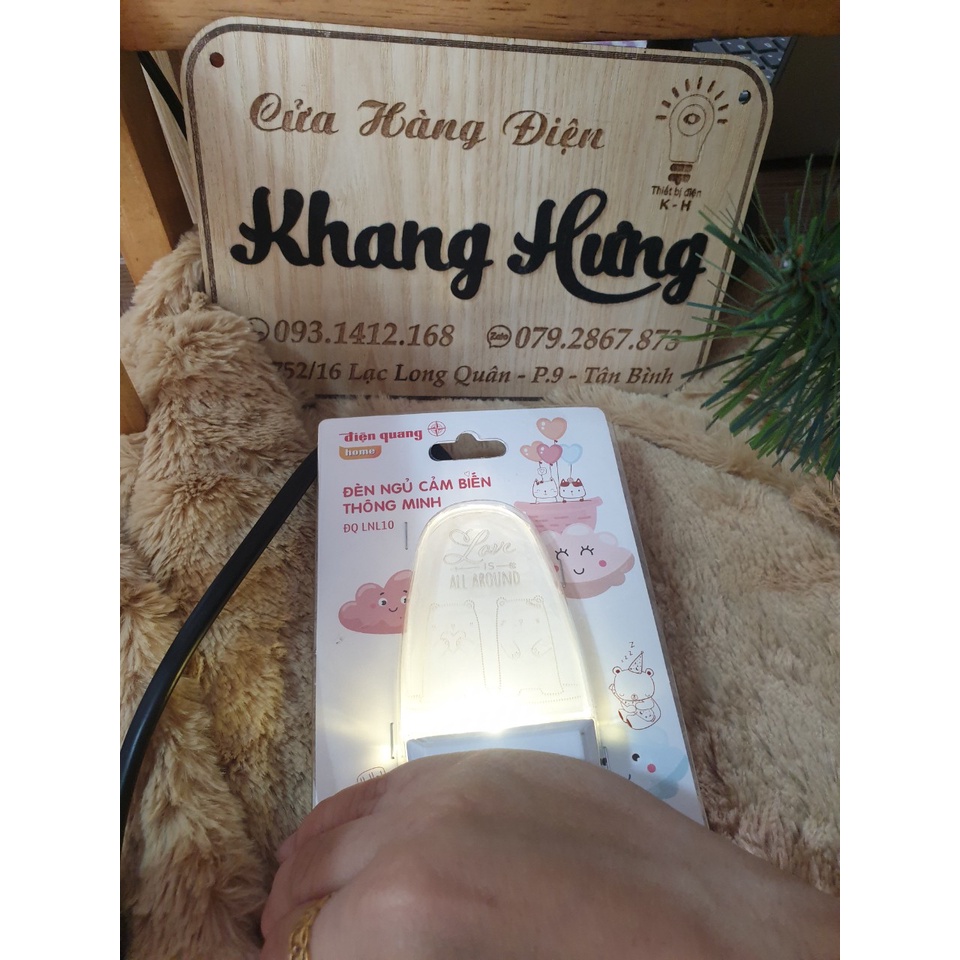 Cửa Hàng Điện
Thiết bị điện
K - H
Khang Hưng
093.1412.168
Zalo 079.2867.873
752/16 Lạc Long Quân - P.9 - Tân Bình
điện quang
home
ĐÈN NGỦ CẢM BIẾN
THÔNG MINH
ĐQ LNL10
Love
IS
ALL AROUND
z z z